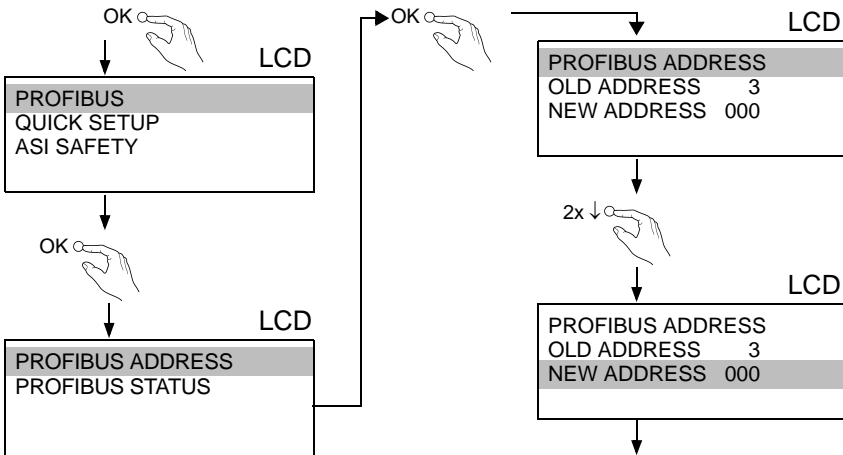 OK
LCD
PROFIBUS
QUICK SETUP
ASI SAFETY
OK
LCD
PROFIBUS ADDRESS
PROFIBUS STATUS
OK
LCD
PROFIBUS ADDRESS
OLD ADDRESS 3
NEW ADDRESS 000
2x ↓
LCD
PROFIBUS ADDRESS
OLD ADDRESS 3
NEW ADDRESS 000